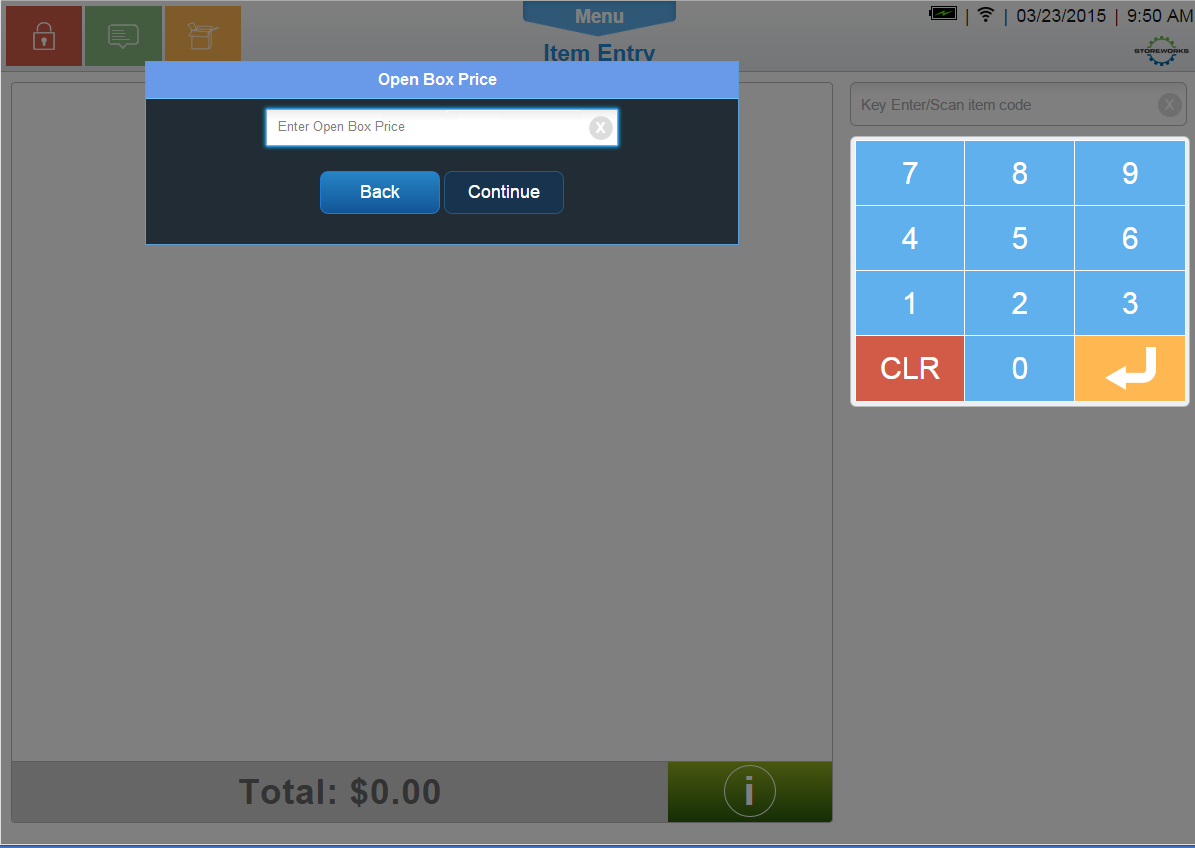 Menu
| | 03/23/2015 | 9:50 AM
Item Entry
STOREWORKS
Open Box Price
Enter Open Box Price X
Back Continue
Key Enter/Scan item code X
7 8 9
4 5 6
1 2 3
CLR 0
Total: $0.00 i